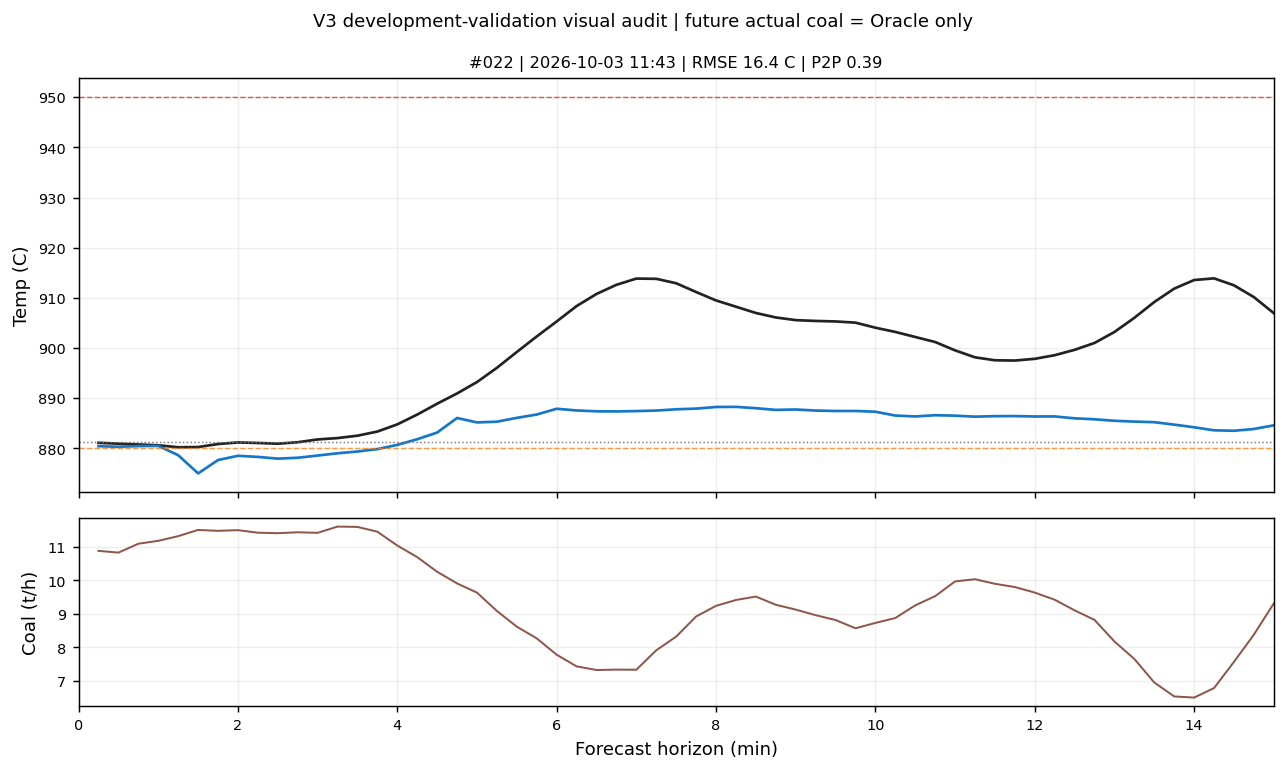 V3 development-validation visual audit | future actual coal = Oracle only
#022 | 2026-10-03 11:43 | RMSE 16.4 C | P2P 0.39
Temp (C)
950
940
930
920
910
900
890
880
Coal (t/h)
11
10
9
8
7
0 2 4 6 8 10 12 14
Forecast horizon (min)